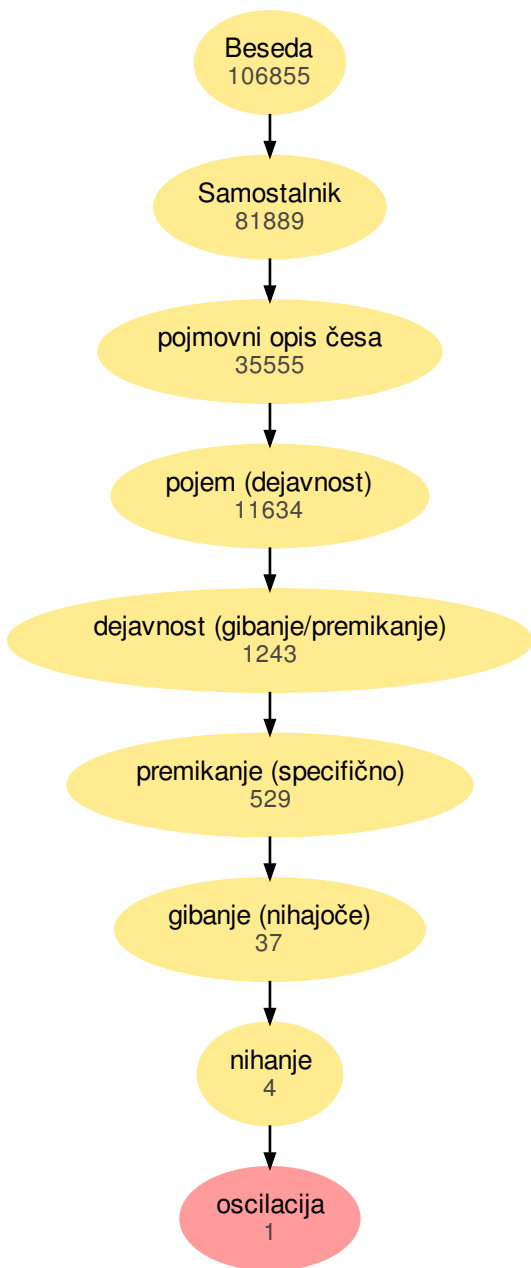 Beseda
106855
Samostalnik
81889
pojmovni opis česa
35555
pojem (dejavnost)
11634
dejavnost (gibanje/premikanje)
1243
premikanje (specifično)
529
gibanje (nihajoče)
37
nihanje
4
oscilacija
1